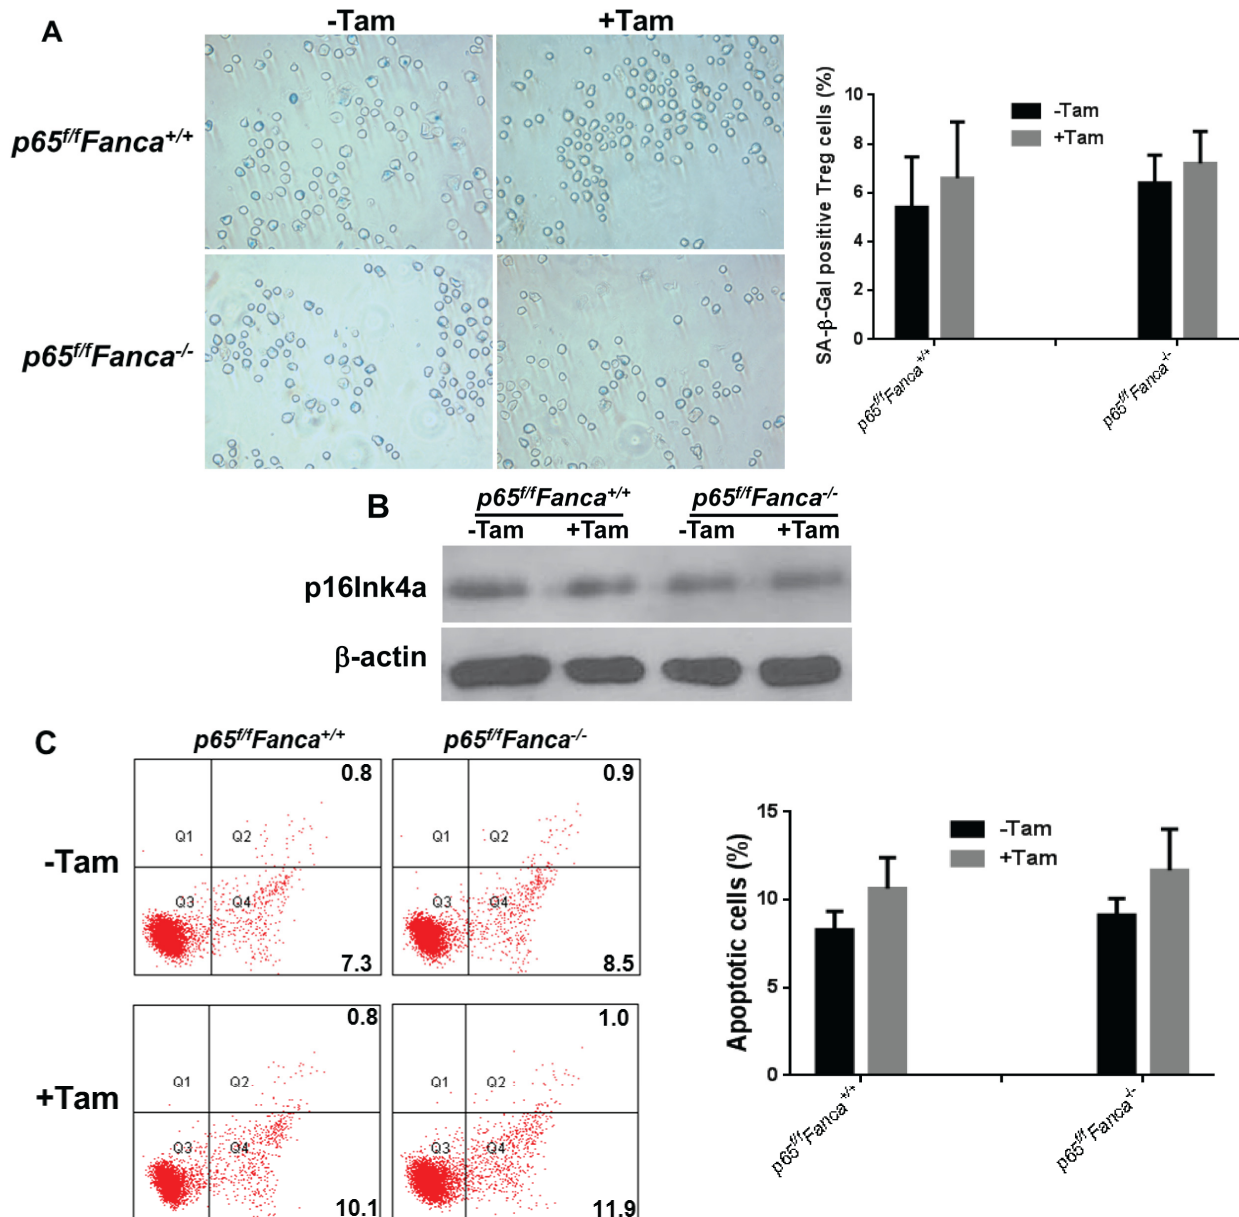 A
-Tam
+Tam
p65f/fFanca+/+
p65f/fFanca-/-
SA-β-Gal positive Treg cells (%)
10
8
6
4
2
0
-Tam
+Tam
p65f/fFanca+/+
p65f/fFanca-/-
B
p65f/fFanca+/+
p65f/fFanca-/-
-Tam
+Tam
-Tam
+Tam
p16Ink4a
β-actin
C
p65f/fFanca+/+
p65f/fFanca-/-
-Tam
0.8
Q1
Q2
Q3
Q4
7.3
0.9
Q1
Q2
Q3
Q4
8.5
+Tam
0.8
Q1
Q2
Q3
Q4
10.1
1.0
Q1
Q2
Q3
Q4
11.9
Apoptotic cells (%)
15
10
5
0
-Tam
+Tam
p65f/fFanca+/+
p65f/fFanca-/-